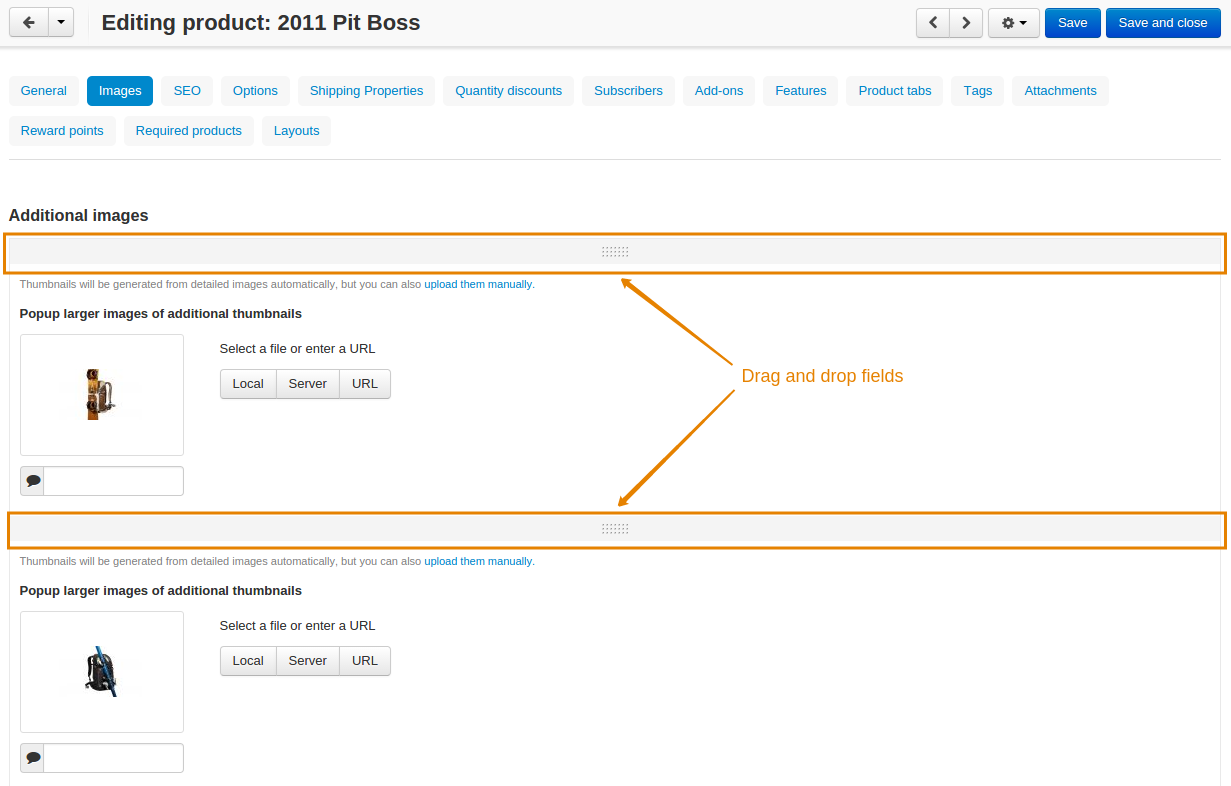 Editing product: 2011 Pit Boss
Save
Save and close
General Images SEO Options Shipping Properties Quantity discounts Subscribers Add-ons Features Product tabs Tags Attachments
Reward points Required products Layouts
Additional images
Thumbnails will be generated from detailed images automatically, but you can also upload them manually.
Popup larger images of additional thumbnails
Select a file or enter a URL
Local Server URL
Drag and drop fields
Thumbnails will be generated from detailed images automatically, but you can also upload them manually.
Popup larger images of additional thumbnails
Select a file or enter a URL
Local Server URL